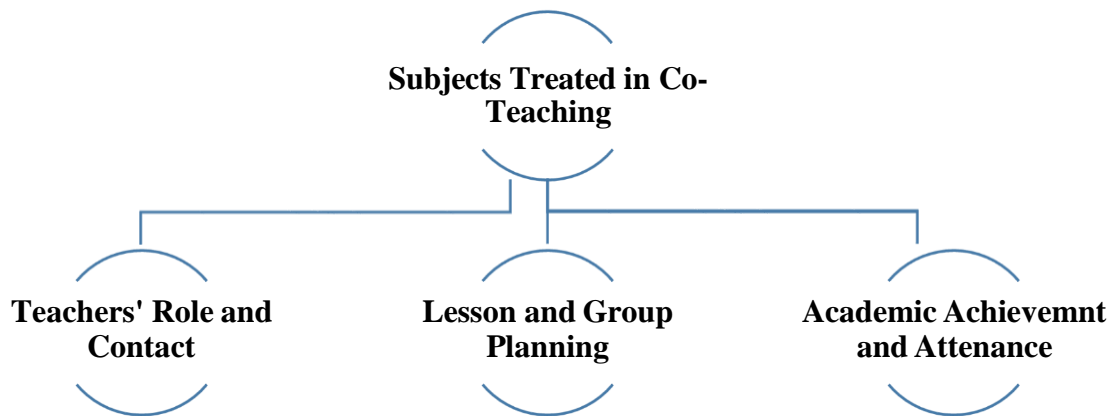 Subjects Treated in Co-
Teaching
Teachers' Role and
Contact
Lesson and Group
Planning
Academic Achievemnt
and Attenance